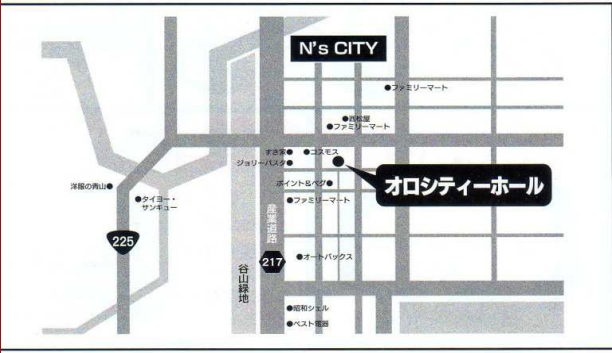 N's CITY
●ファミリーマート
●西松屋
●ファミリーマート
すき家●
●コスモス
ジョリーパスタ●
オロシティーホール
ポイント&ペグ●
洋服の青山●
●タイヨー・
サンキュー
●ファミリーマート
産業道路
225
217
●オートバックス
谷山緑地
●昭和シェル
●ベスト電器